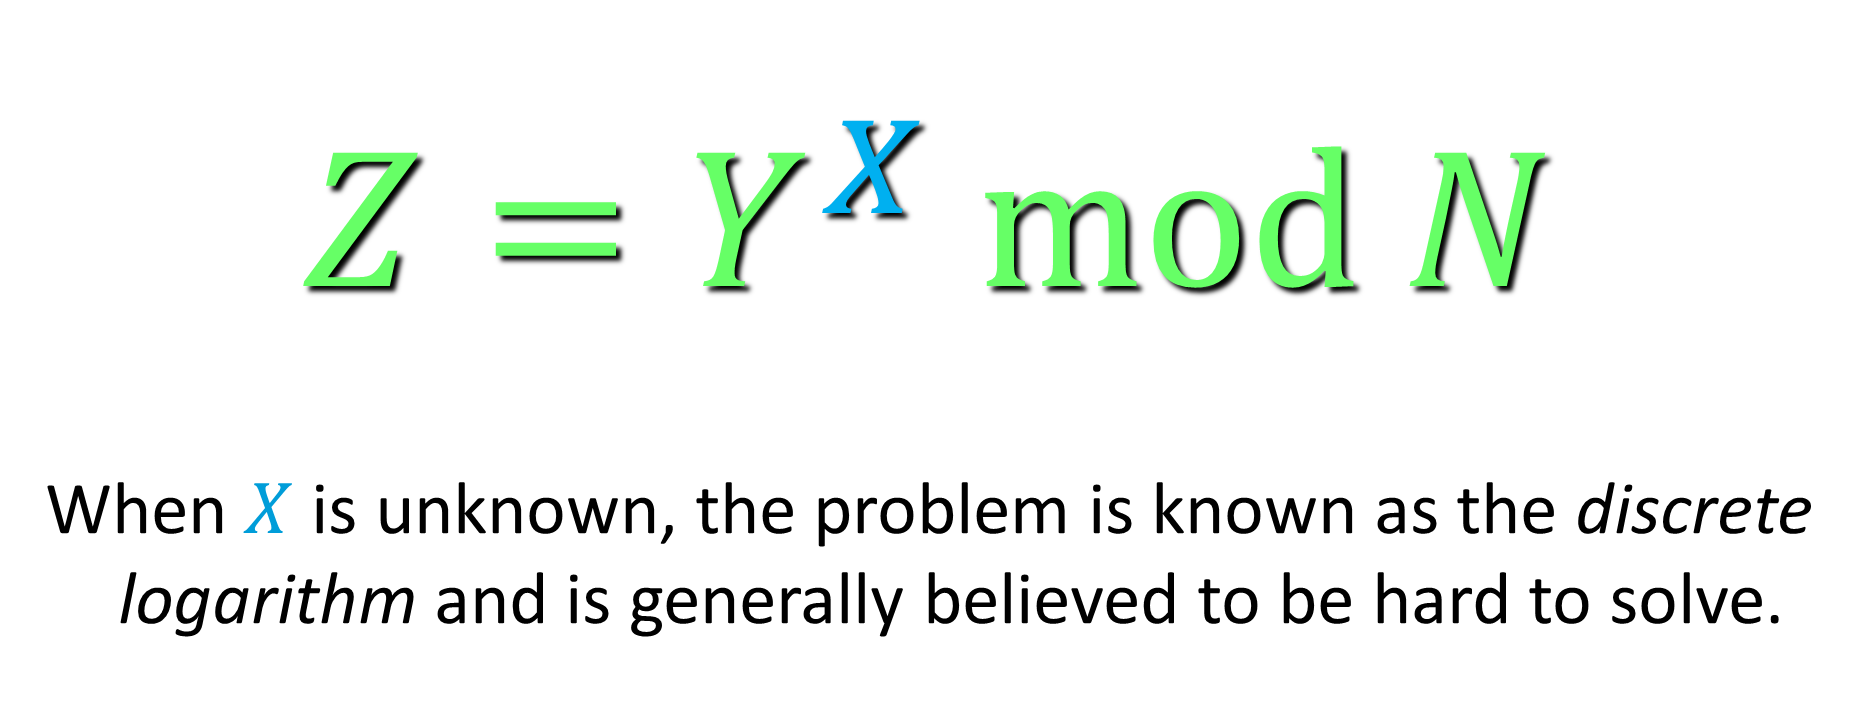 Z = Y^X mod N
When X is unknown, the problem is known as the discrete
logarithm and is generally believed to be hard to solve.